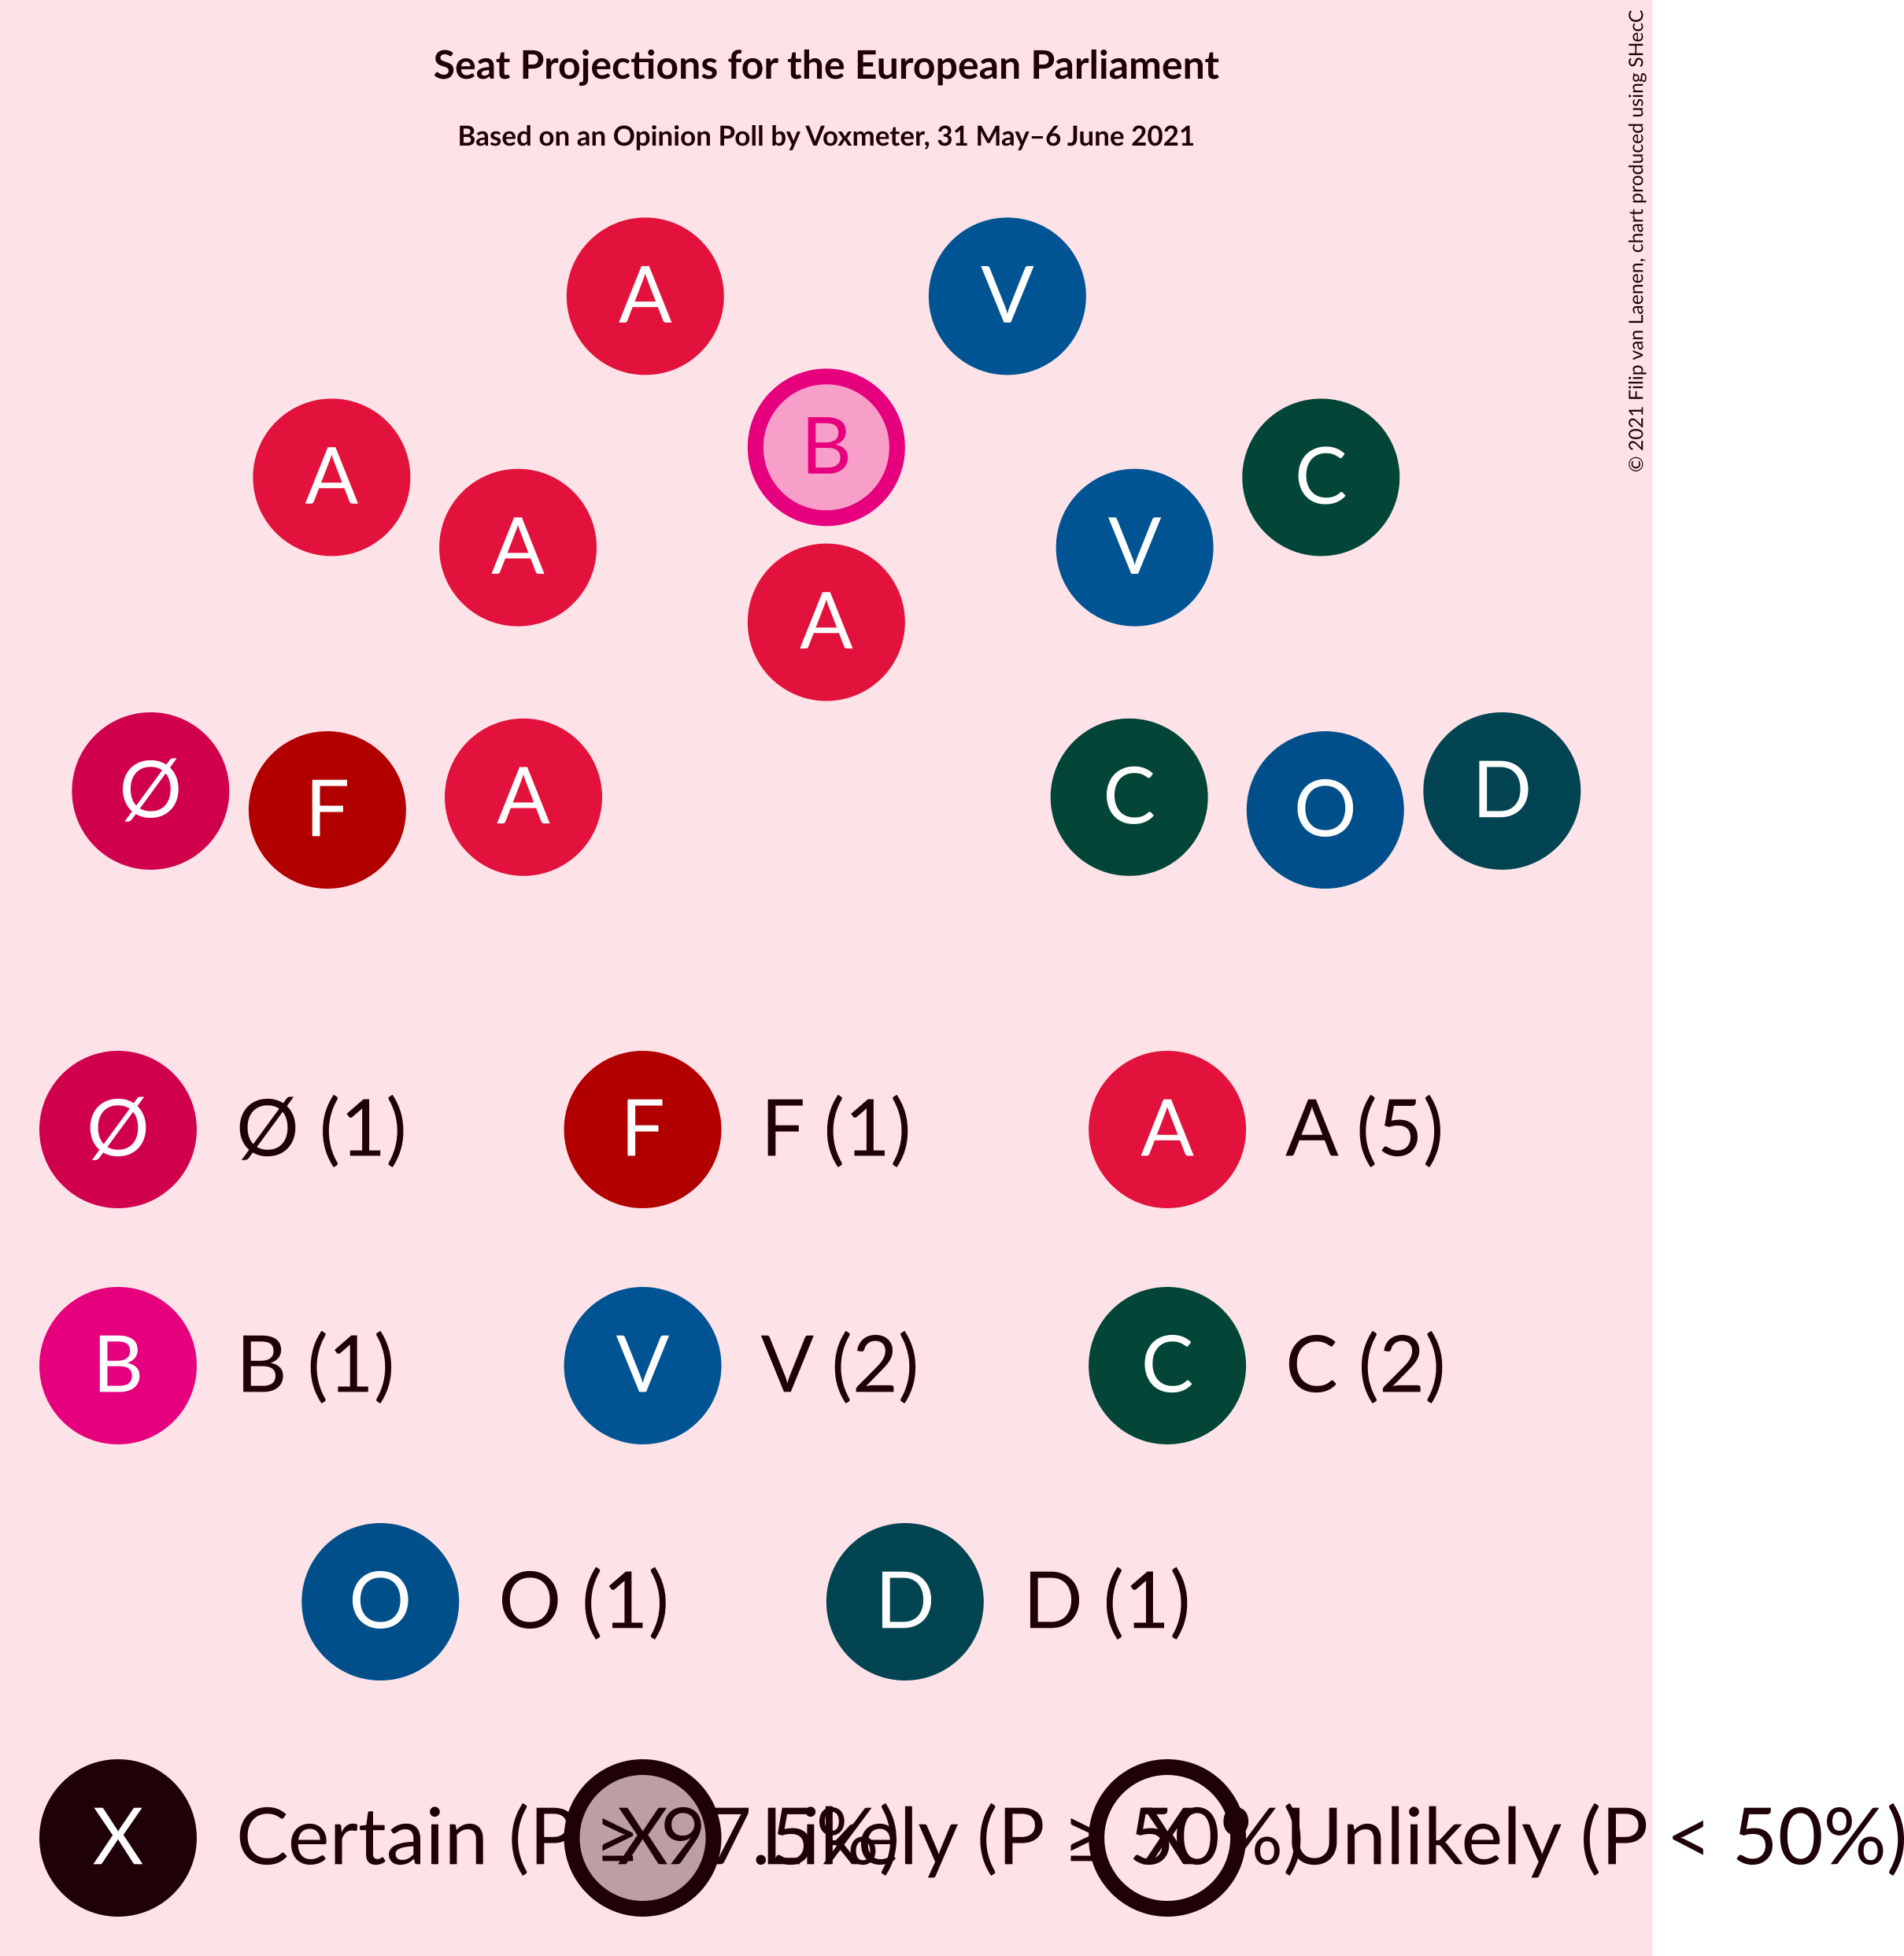 Seat Projections for the European Parliament
Based on an Opinion Poll by Voxmeter, 31 May–6 June 2021
© 2021 Filip van Laenen, chart produced using SHecC
A V
B
A C
A V
A
Ø F A C O D
Ø Ø (1) F F (1) A A (5)
B B (1) V V (2) C C (2)
O O (1) D D (1)
X Certain (P ≥ 97.5%) X Likely (P ≥ 50%) X Unlikely (P < 50%)